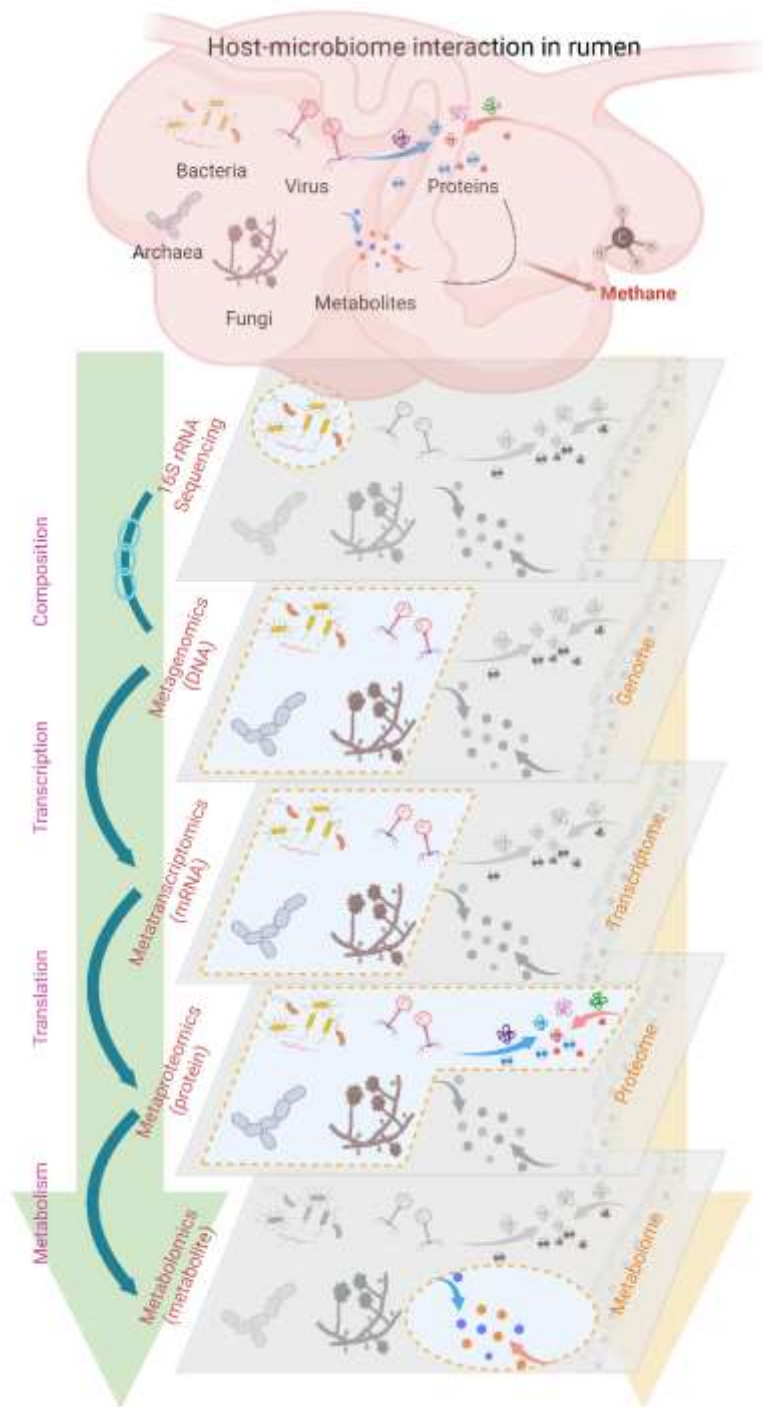 Host-microbiome interaction in rumen
Bacteria
Virus
Proteins
Archaea
Fungi
Metabolites
C
Methane
16S rRNA
Sequencing
Composition
Metagenomics
(DNA)
Genome
Transcription
Metatranscriptomics
(mRNA)
Transcriptome
Translation
Metaproteomics
(protein)
Proteome
Metabolism
Metabolomics
(metabolite)
Metabolome